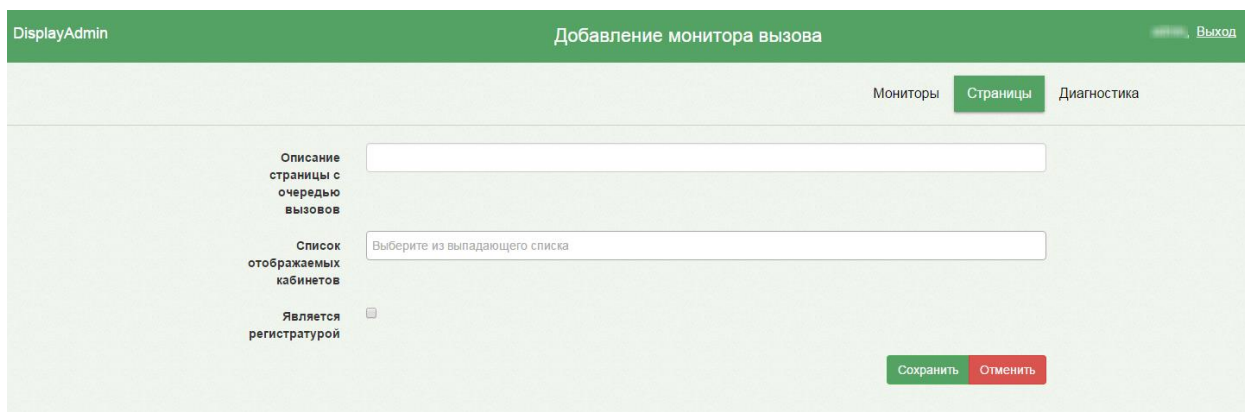 DisplayAdmin
Добавление монитора вызова
, Выход
Мониторы
Страницы
Диагностика
Описание
страницы с
очередью
вызовов
Список
отображаемых
кабинетов
Выберите из выпадающего списка
Является
регистратурой
Сохранить
Отменить